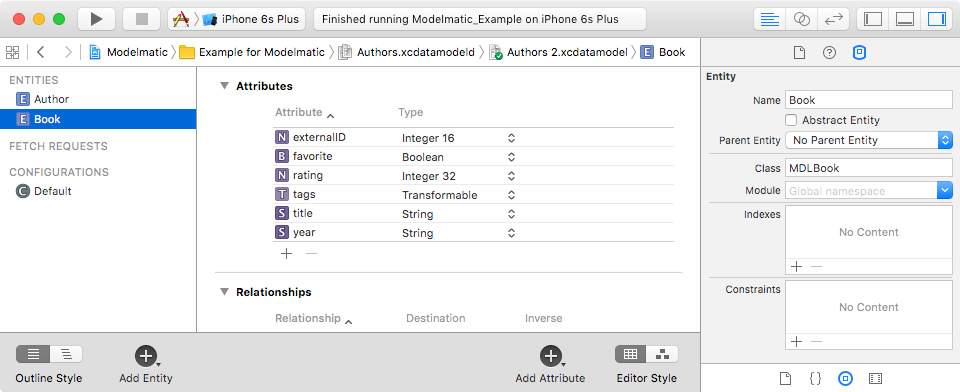 iPhone 6s Plus
Finished running Modelmatic_Example on iPhone 6s Plus
Modelmatic
Example for Modelmatic
Authors.xcdatamodeld
Authors 2.xcdatamodel
E Book
ENTITIES
E Author
E Book
FETCH REQUESTS
CONFIGURATIONS
C Default
Attributes
Attribute Type
N externalID Integer 16
B favorite Boolean
N rating Integer 32
T tags Transformable
S title String
S year String
Relationships
Relationship Destination Inverse
Outline Style
Add Entity
Add Attribute
Editor Style
Entity
Name Book
Abstract Entity
Parent Entity No Parent Entity
Class MDLBook
Module Global namespace
Indexes
No Content
Constraints
No Content